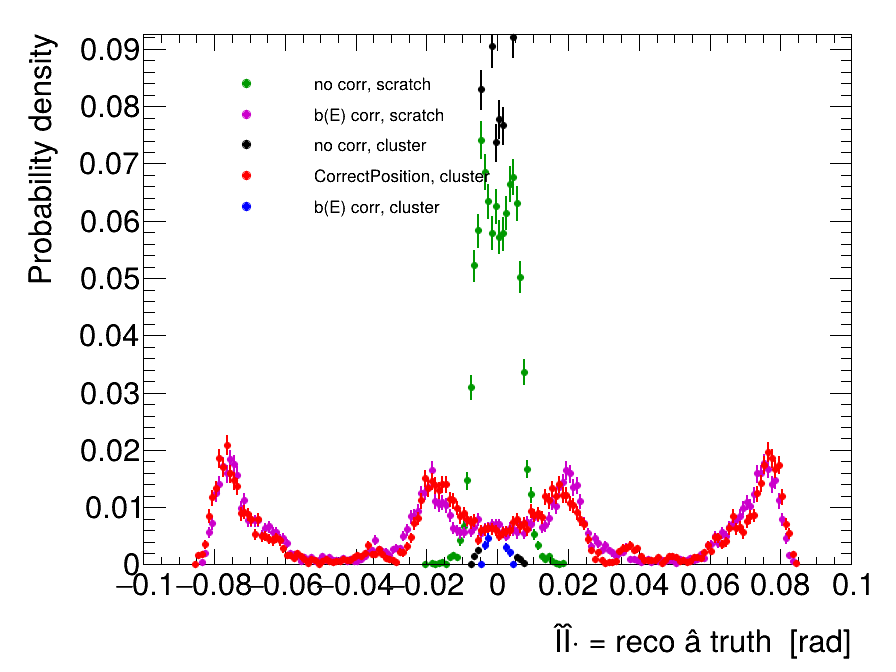 0.09
0.08
0.07
0.06
0.05
0.04
0.03
0.02
0.01
0
Probability density
no corr, scratch
b(E) corr, scratch
no corr, cluster
CorrectPosition, cluster
b(E) corr, cluster
−0.1 −0.08 −0.06 −0.04 −0.02 0 0.02 0.04 0.06 0.08 0.1
ÎÎ· = reco â truth [rad]